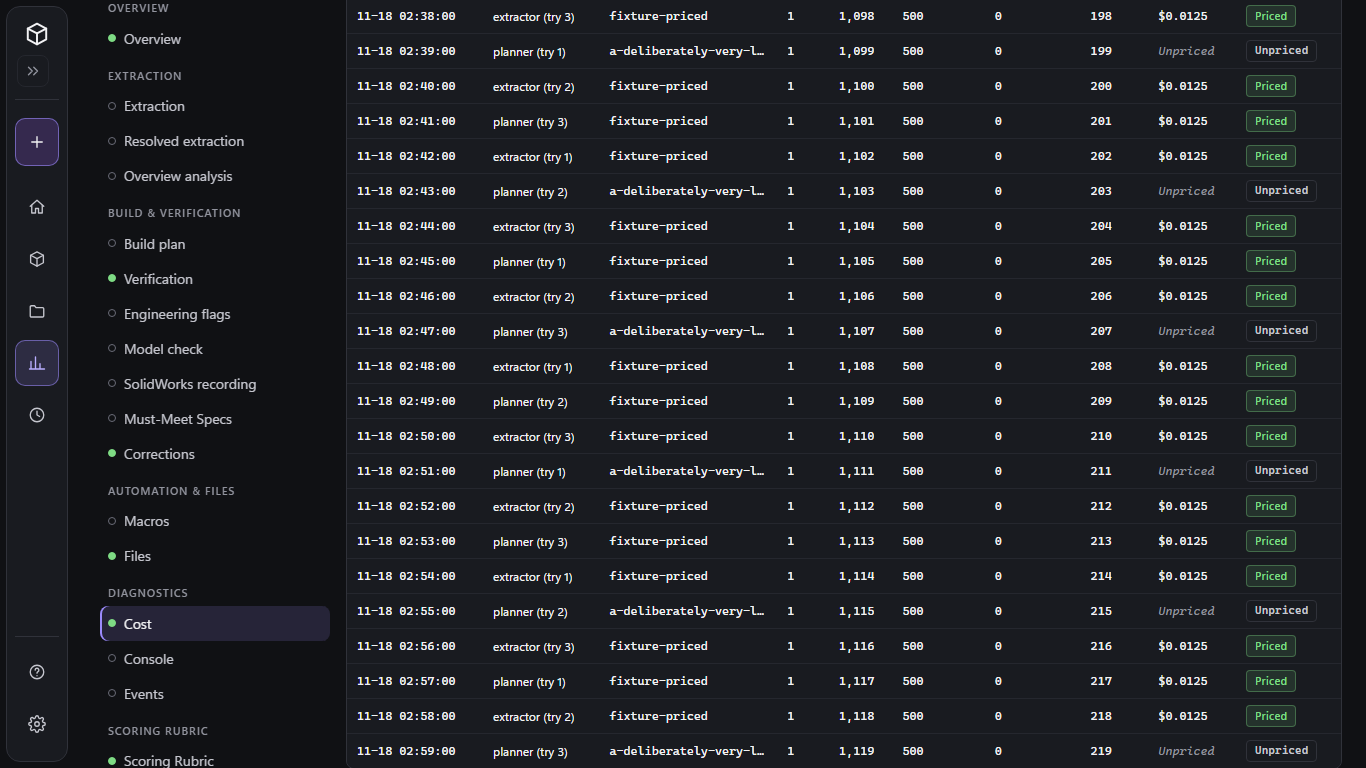 OVERVIEW
Overview
EXTRACTION
Extraction
Resolved extraction
Overview analysis
BUILD & VERIFICATION
Build plan
Verification
Engineering flags
Model check
SolidWorks recording
Must-Meet Specs
Corrections
AUTOMATION & FILES
Macros
Files
DIAGNOSTICS
Cost
Console
Events
SCORING RUBRIC
Scoring Rubric
11-18 02:38:00 extractor (try 3) fixture-priced 1 1,098 500 0 198 $0.0125 Priced
11-18 02:39:00 planner (try 1) a-deliberately-very-l… 1 1,099 500 0 199 Unpriced Unpriced
11-18 02:40:00 extractor (try 2) fixture-priced 1 1,100 500 0 200 $0.0125 Priced
11-18 02:41:00 planner (try 3) fixture-priced 1 1,101 500 0 201 $0.0125 Priced
11-18 02:42:00 extractor (try 1) fixture-priced 1 1,102 500 0 202 $0.0125 Priced
11-18 02:43:00 planner (try 2) a-deliberately-very-l… 1 1,103 500 0 203 Unpriced Unpriced
11-18 02:44:00 extractor (try 3) fixture-priced 1 1,104 500 0 204 $0.0125 Priced
11-18 02:45:00 planner (try 1) fixture-priced 1 1,105 500 0 205 $0.0125 Priced
11-18 02:46:00 extractor (try 2) fixture-priced 1 1,106 500 0 206 $0.0125 Priced
11-18 02:47:00 planner (try 3) a-deliberately-very-l… 1 1,107 500 0 207 Unpriced Unpriced
11-18 02:48:00 extractor (try 1) fixture-priced 1 1,108 500 0 208 $0.0125 Priced
11-18 02:49:00 planner (try 2) fixture-priced 1 1,109 500 0 209 $0.0125 Priced
11-18 02:50:00 extractor (try 3) fixture-priced 1 1,110 500 0 210 $0.0125 Priced
11-18 02:51:00 planner (try 1) a-deliberately-very-l… 1 1,111 500 0 211 Unpriced Unpriced
11-18 02:52:00 extractor (try 2) fixture-priced 1 1,112 500 0 212 $0.0125 Priced
11-18 02:53:00 planner (try 3) fixture-priced 1 1,113 500 0 213 $0.0125 Priced
11-18 02:54:00 extractor (try 1) fixture-priced 1 1,114 500 0 214 $0.0125 Priced
11-18 02:55:00 planner (try 2) a-deliberately-very-l… 1 1,115 500 0 215 Unpriced Unpriced
11-18 02:56:00 extractor (try 3) fixture-priced 1 1,116 500 0 216 $0.0125 Priced
11-18 02:57:00 planner (try 1) fixture-priced 1 1,117 500 0 217 $0.0125 Priced
11-18 02:58:00 extractor (try 2) fixture-priced 1 1,118 500 0 218 $0.0125 Priced
11-18 02:59:00 planner (try 3) a-deliberately-very-l… 1 1,119 500 0 219 Unpriced Unpriced